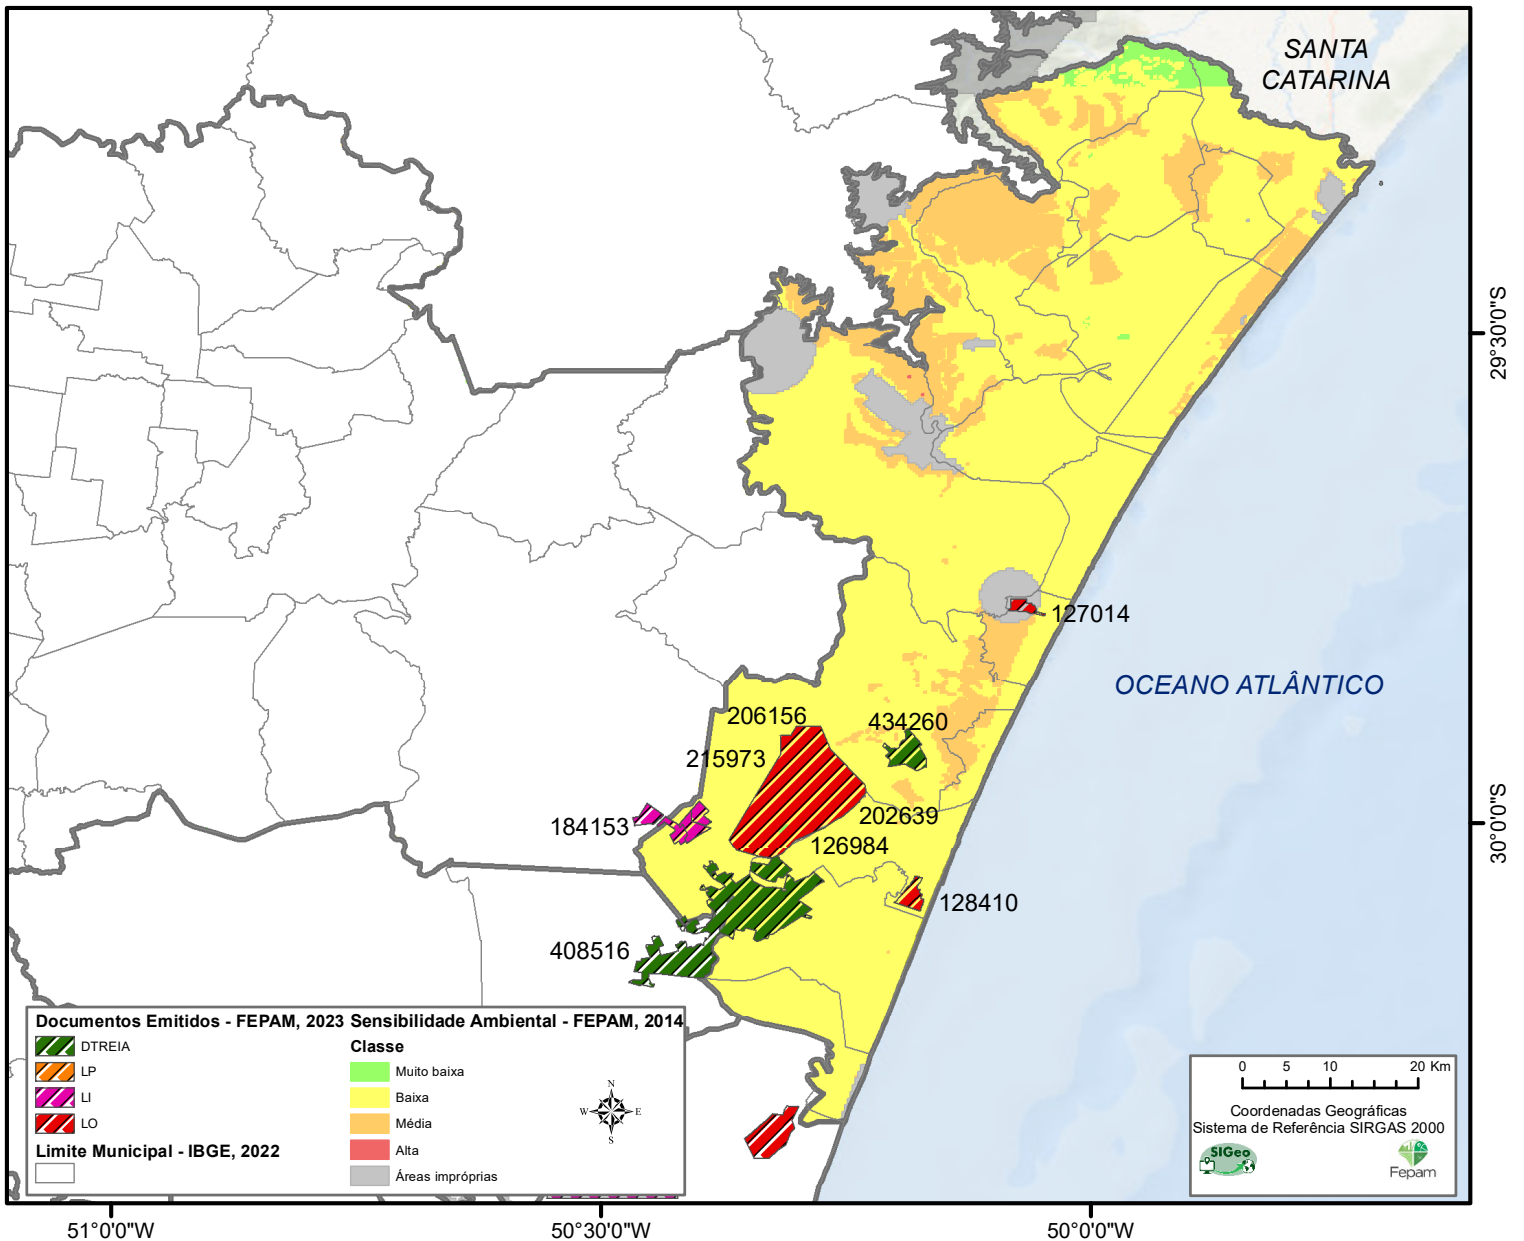 SANTA
CATARINA
29°30'0"S
127014
OCEANO ATLÂNTICO
206156
434260
215973
184153
202639
126984
30°0'0"S
128410
408516
Documentos Emitidos - FEPAM, 2023
DTREIA
LP
LI
LO
Limite Municipal - IBGE, 2022
Sensibilidade Ambiental - FEPAM, 2014
Classe
Muito baixa
Baixa
Média
Alta
Áreas impróprias
N
W E
S
0 5 10 20 Km
Coordenadas Geográficas
Sistema de Referência SIRGAS 2000
SIGeo
Fepam
51°0'0"W
50°30'0"W
50°0'0"W